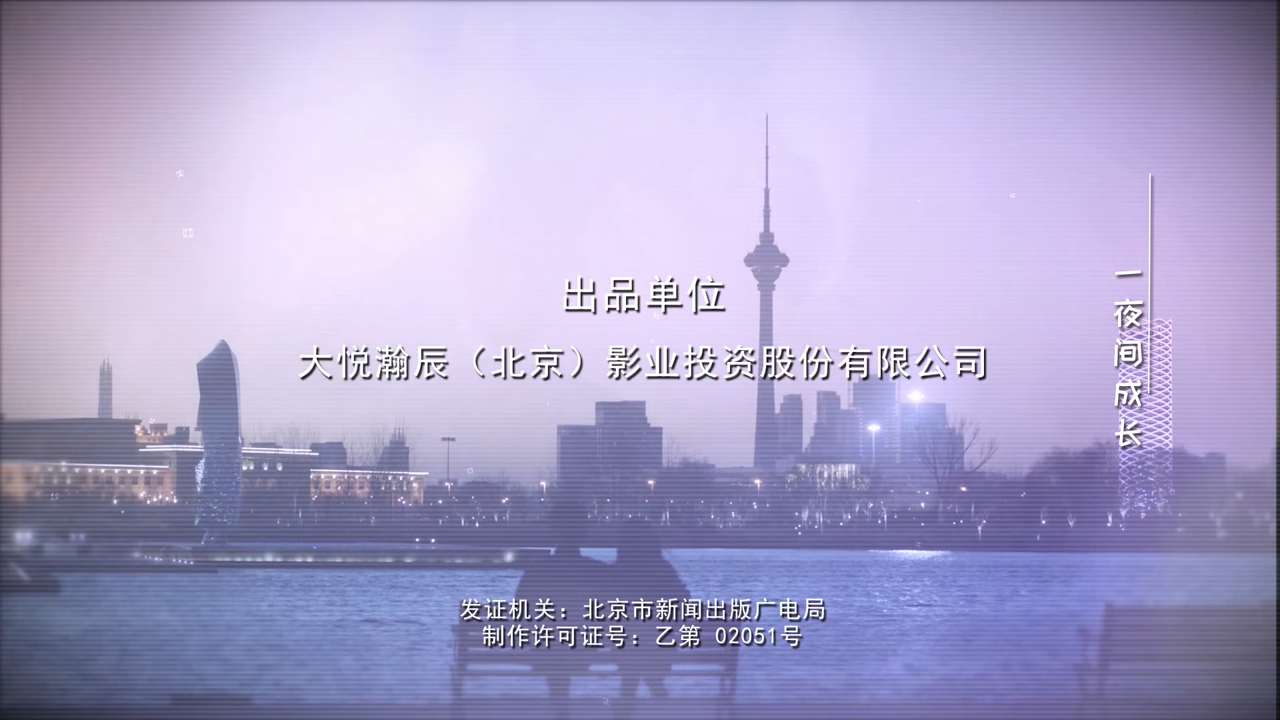 出品单位
大悦瀚辰（北京）影业投资股份有限公司
一夜间成长
发证机关：北京市新闻出版广电局
制作许可证号：乙第 02051号